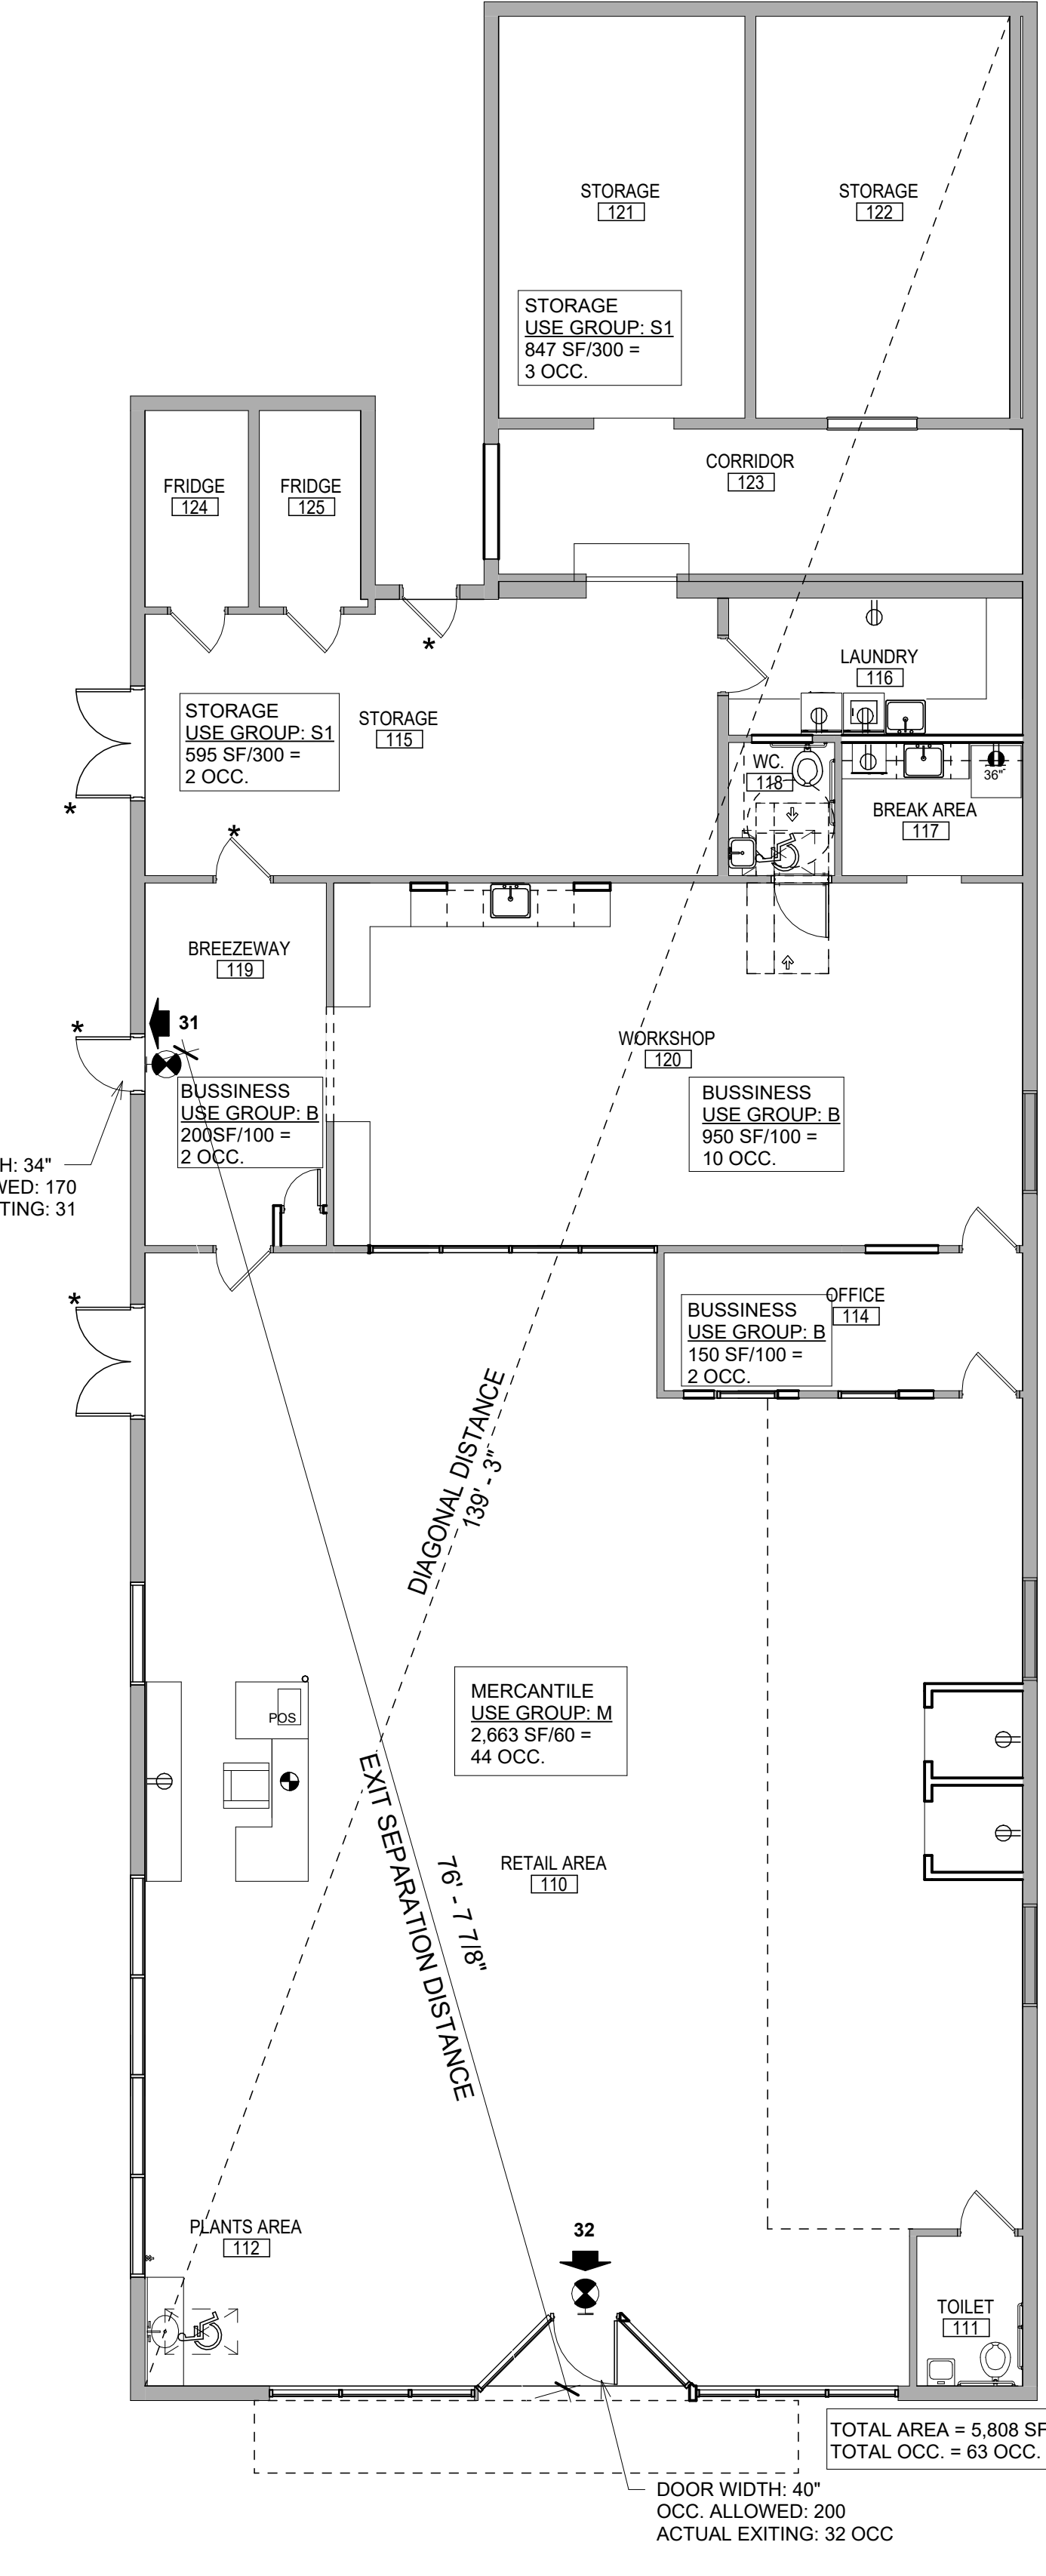 STORAGE
121
STORAGE
122
STORAGE
USE GROUP: S1
847 SF/300 =
3 OCC.
CORRIDOR
123
FRIDGE
124
FRIDGE
125
*
LAUNDRY
116
STORAGE
USE GROUP: S1
595 SF/300 =
2 OCC.
STORAGE
115
*
WC.
118
36"
BREAK AREA
117
*
BREEZEWAY
119
31
*
WORKSHOP
120
BUSSINESS
USE GROUP: B
200SF/100 =
2 OCC.
BUSSINESS
USE GROUP: B
950 SF/100 =
10 OCC.
H: 34"
WED: 170
TING: 31
*
OFFICE
114
BUSSINESS
USE GROUP: B
150 SF/100 =
2 OCC.
DIAGONAL DISTANCE
139' - 3"
MERCANTILE
USE GROUP: M
2,663 SF/60 =
44 OCC.
POS
EXIT SEPARATION DISTANCE
76' - 7 7/8"
RETAIL AREA
110
PLANTS AREA
112
32
TOILET
111
TOTAL AREA = 5,808 SF
TOTAL OCC. = 63 OCC.
DOOR WIDTH: 40"
OCC. ALLOWED: 200
ACTUAL EXITING: 32 OCC